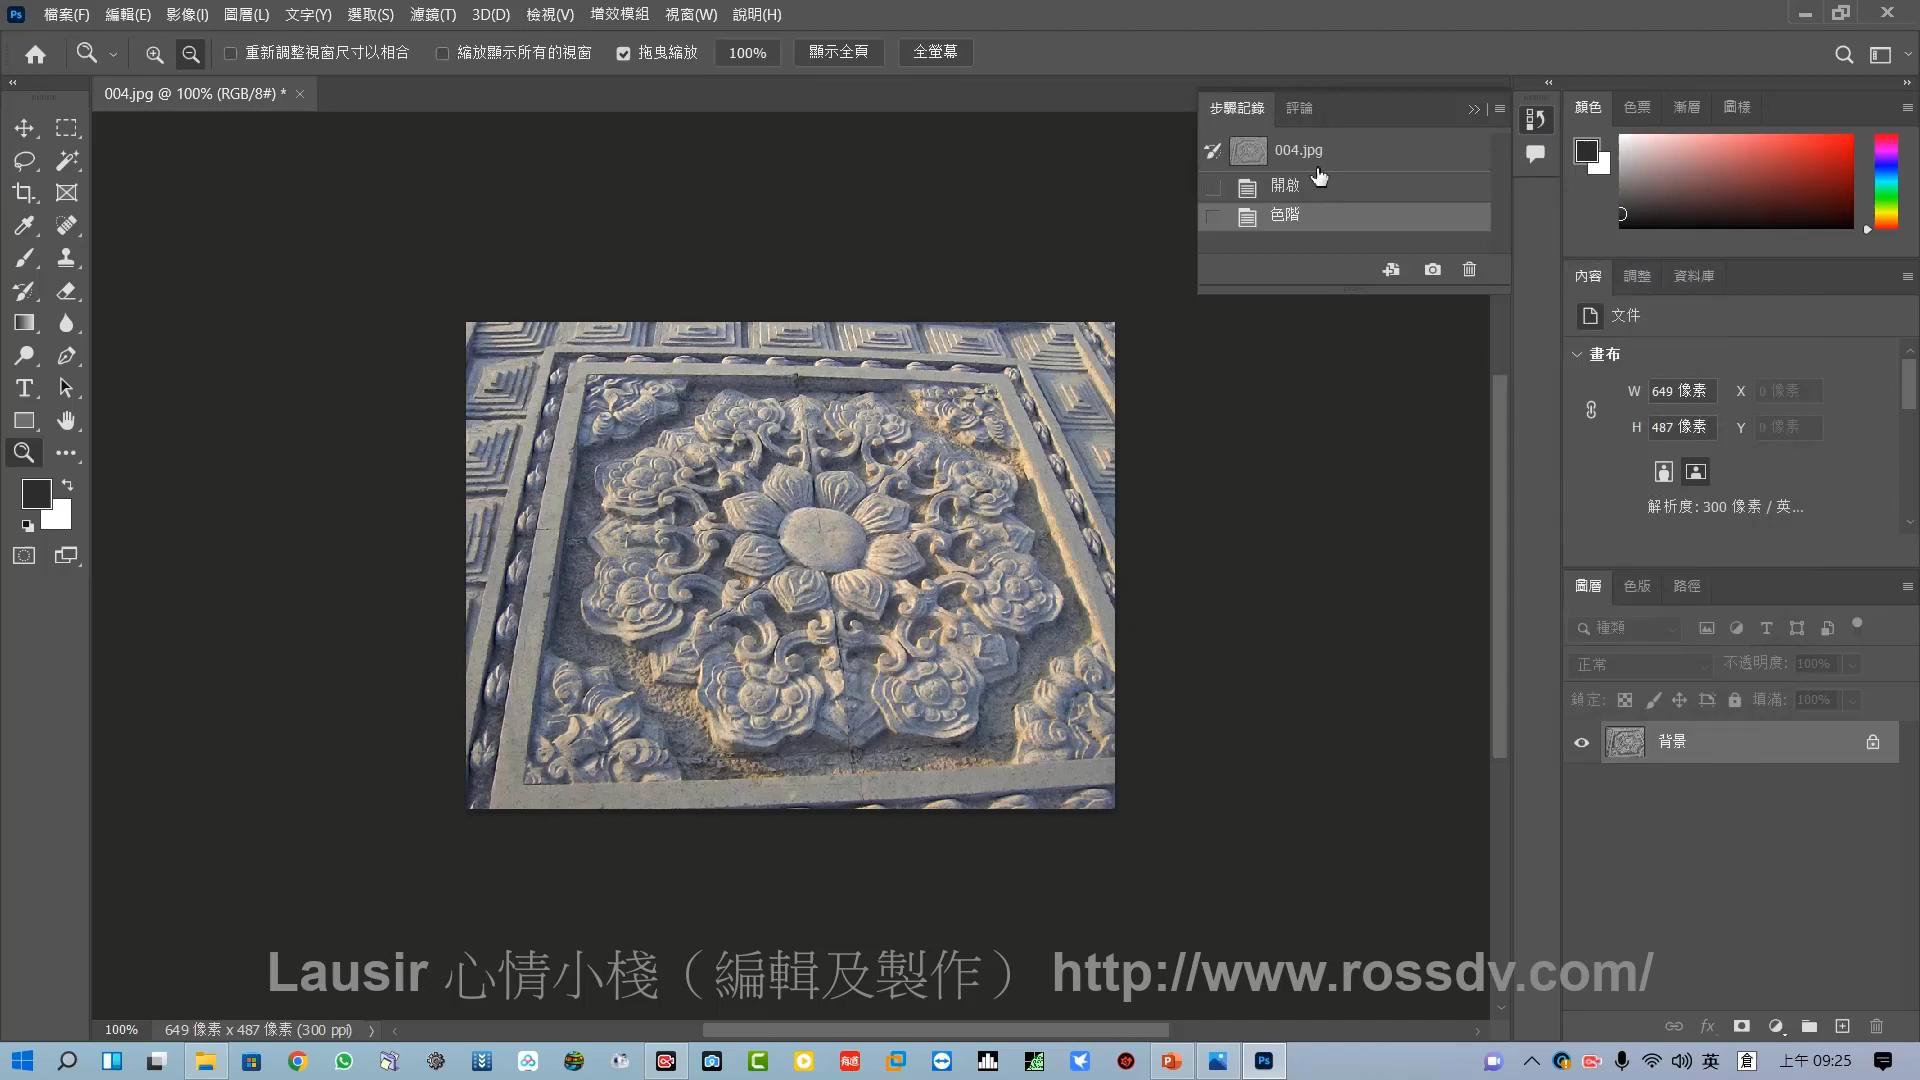 檔案(F) 編輯(E) 影像(I) 圖層(L) 文字(Y) 選取(S) 濾鏡(T) 3D(D) 檢視(V) 增效模組 視窗(W) 說明(H)
重新調整視窗尺寸以相合 縮放顯示所有的視窗 拖曳縮放 100% 顯示全頁 全螢幕
004.jpg @ 100% (RGB/8#) *
步驟記錄 評論
004.jpg
開啟
色階
顏色 色票 漸層 圖樣
內容 調整 資料庫
文件
畫布
W 649 像素 X 0 像素
H 487 像素 Y 0 像素
解析度: 300 像素 / 英...
圖層 色版 路徑
種類
正常 不透明度: 100%
鎖定: 填滿: 100%
背景
Lausir 心情小棧（編輯及製作） http://www.rossdv.com/
100% 649 像素 x 487 像素 (300 ppi)
英 倉 上午 09:25